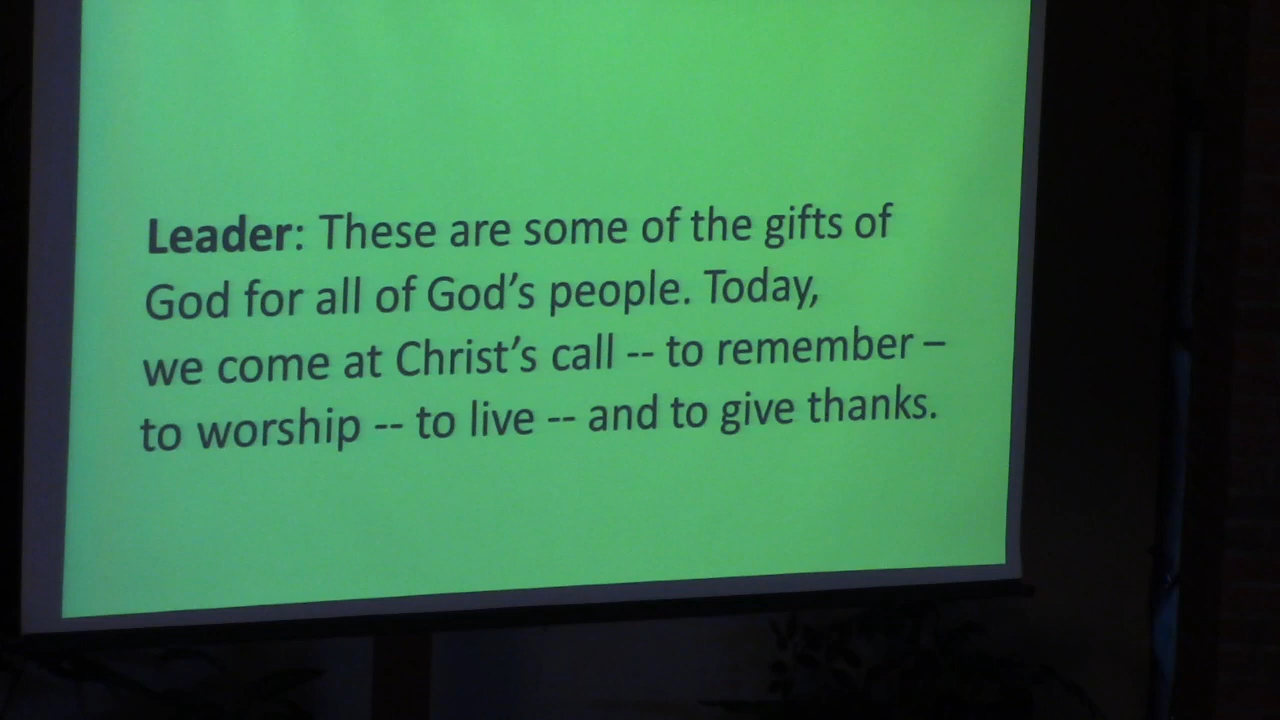 Leader: These are some of the gifts of
God for all of God’s people. Today,
we come at Christ’s call -- to remember –
to worship -- to live -- and to give thanks.